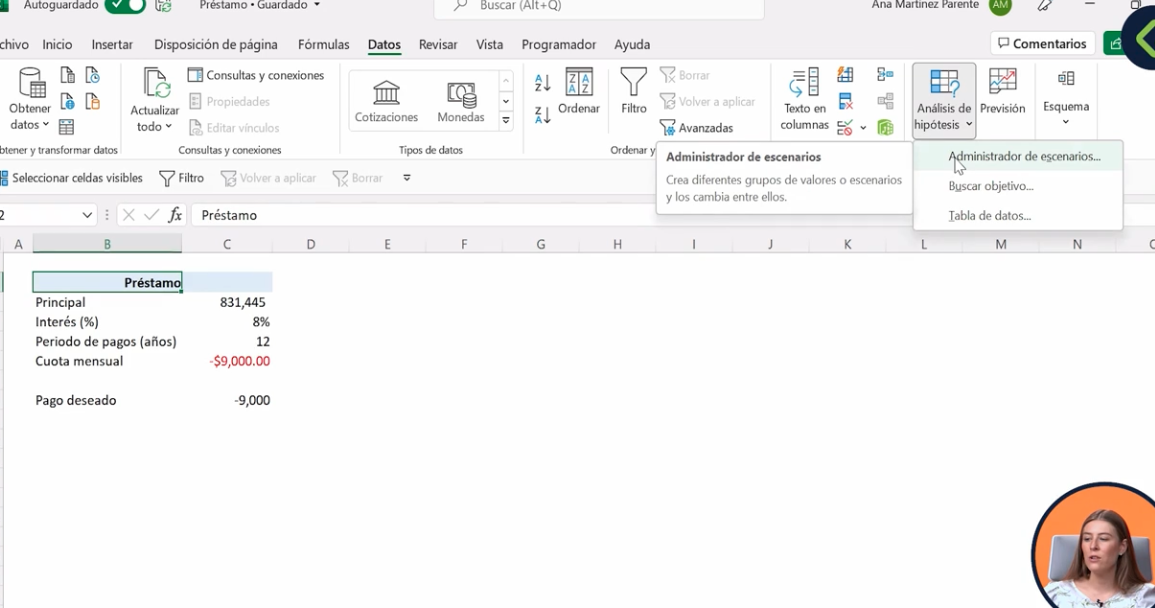 Autoguardado
Préstamo • Guardado
Buscar (Alt+Q)
Ana Martínez Parente
AM
chivo
Inicio
Insertar
Disposición de página
Fórmulas
Datos
Revisar
Vista
Programador
Ayuda
Comentarios
Obtener datos
Actualizar todo
Consultas y conexiones
Propiedades
Editar vínculos
Cotizaciones
Monedas
Ordenar
Filtro
Borrar
Volver a aplicar
Avanzadas
Texto en columnas
Análisis de hipótesis
Previsión
Esquema
btener y transformar datos
Consultas y conexiones
Tipos de datos
Ordenar y
Administrador de escenarios
Crea diferentes grupos de valores o escenarios
y los cambia entre ellos.
Administrador de escenarios...
Buscar objetivo...
Tabla de datos...
Seleccionar celdas visibles
Filtro
Volver a aplicar
Borrar
2
fx
Préstamo
A B C D E F G H I J K L M N
Préstamo
Principal 831,445
Interés (%) 8%
Periodo de pagos (años) 12
Cuota mensual -$9,000.00
Pago deseado -9,000